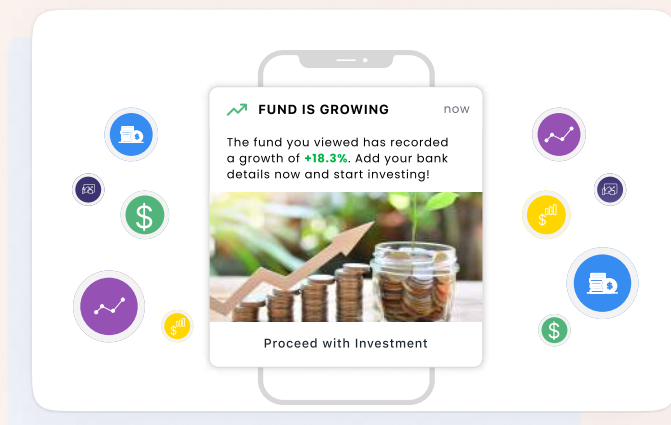 FUND IS GROWING now
The fund you viewed has recorded
a growth of +18.3%. Add your bank
details now and start investing!
Proceed with Investment